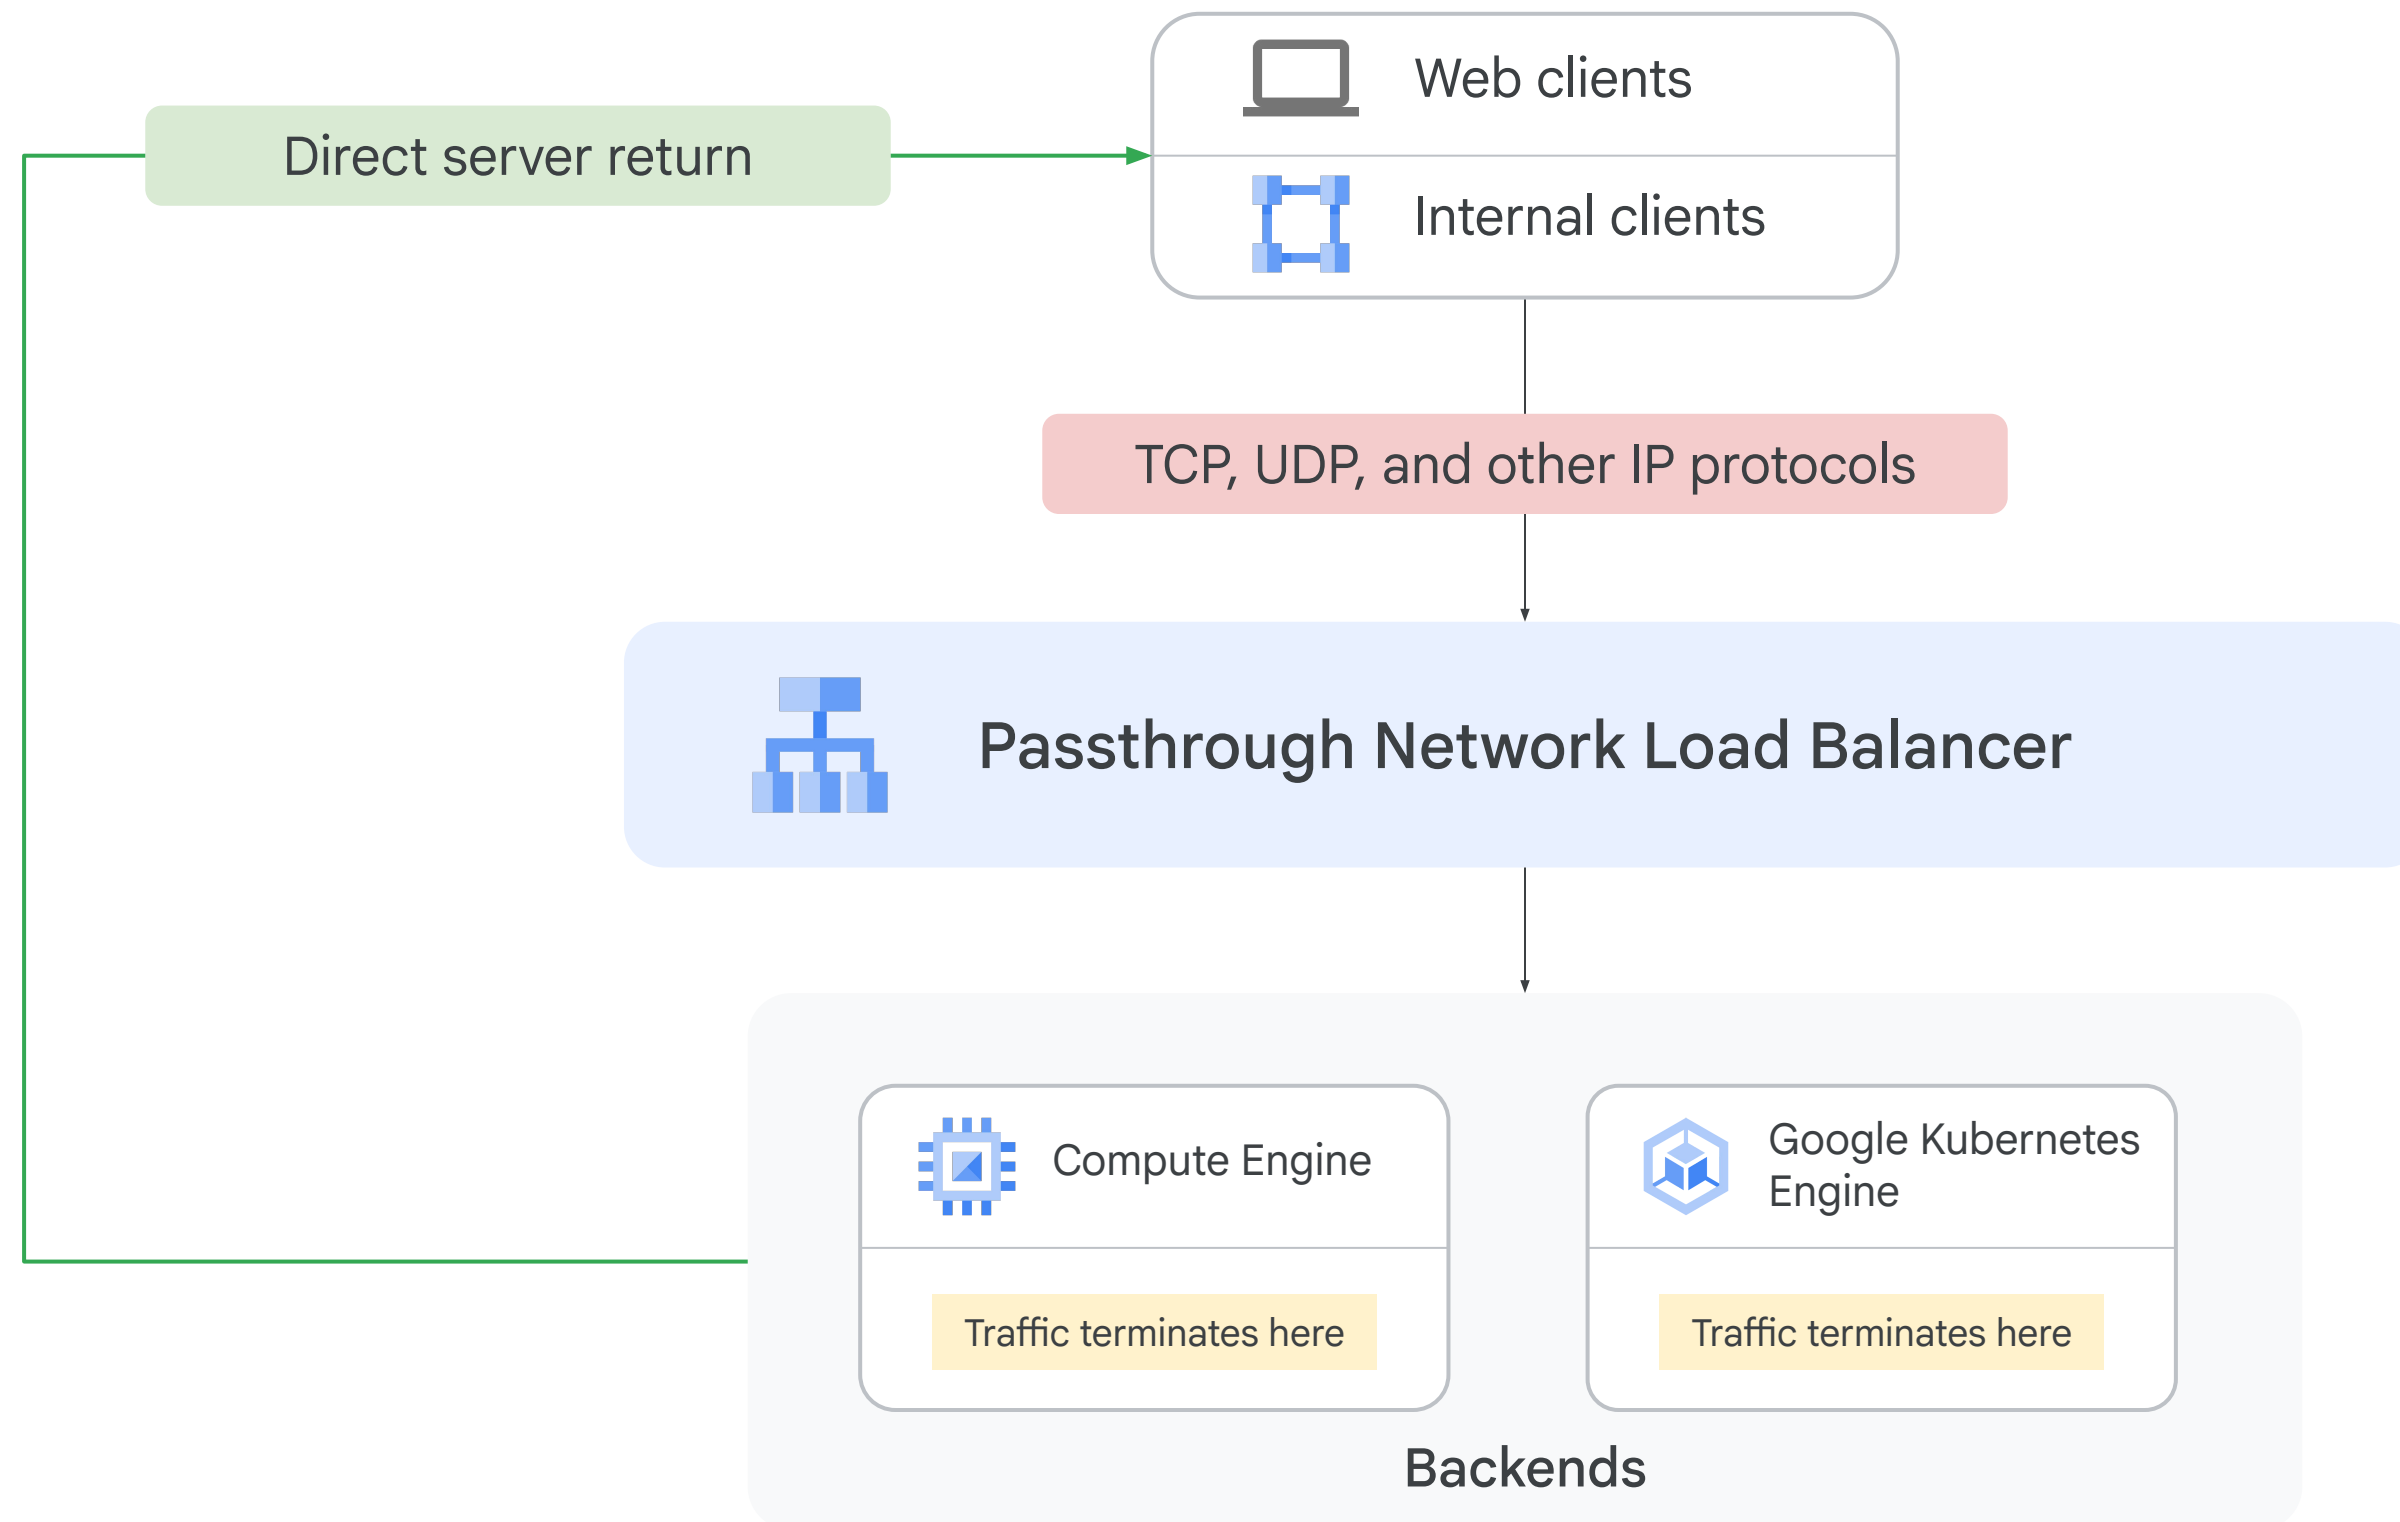 Web clients
Direct server return
Internal clients
TCP, UDP, and other IP protocols
Passthrough Network Load Balancer
Compute Engine
Google Kubernetes
Engine
Traffic terminates here
Traffic terminates here
Backends